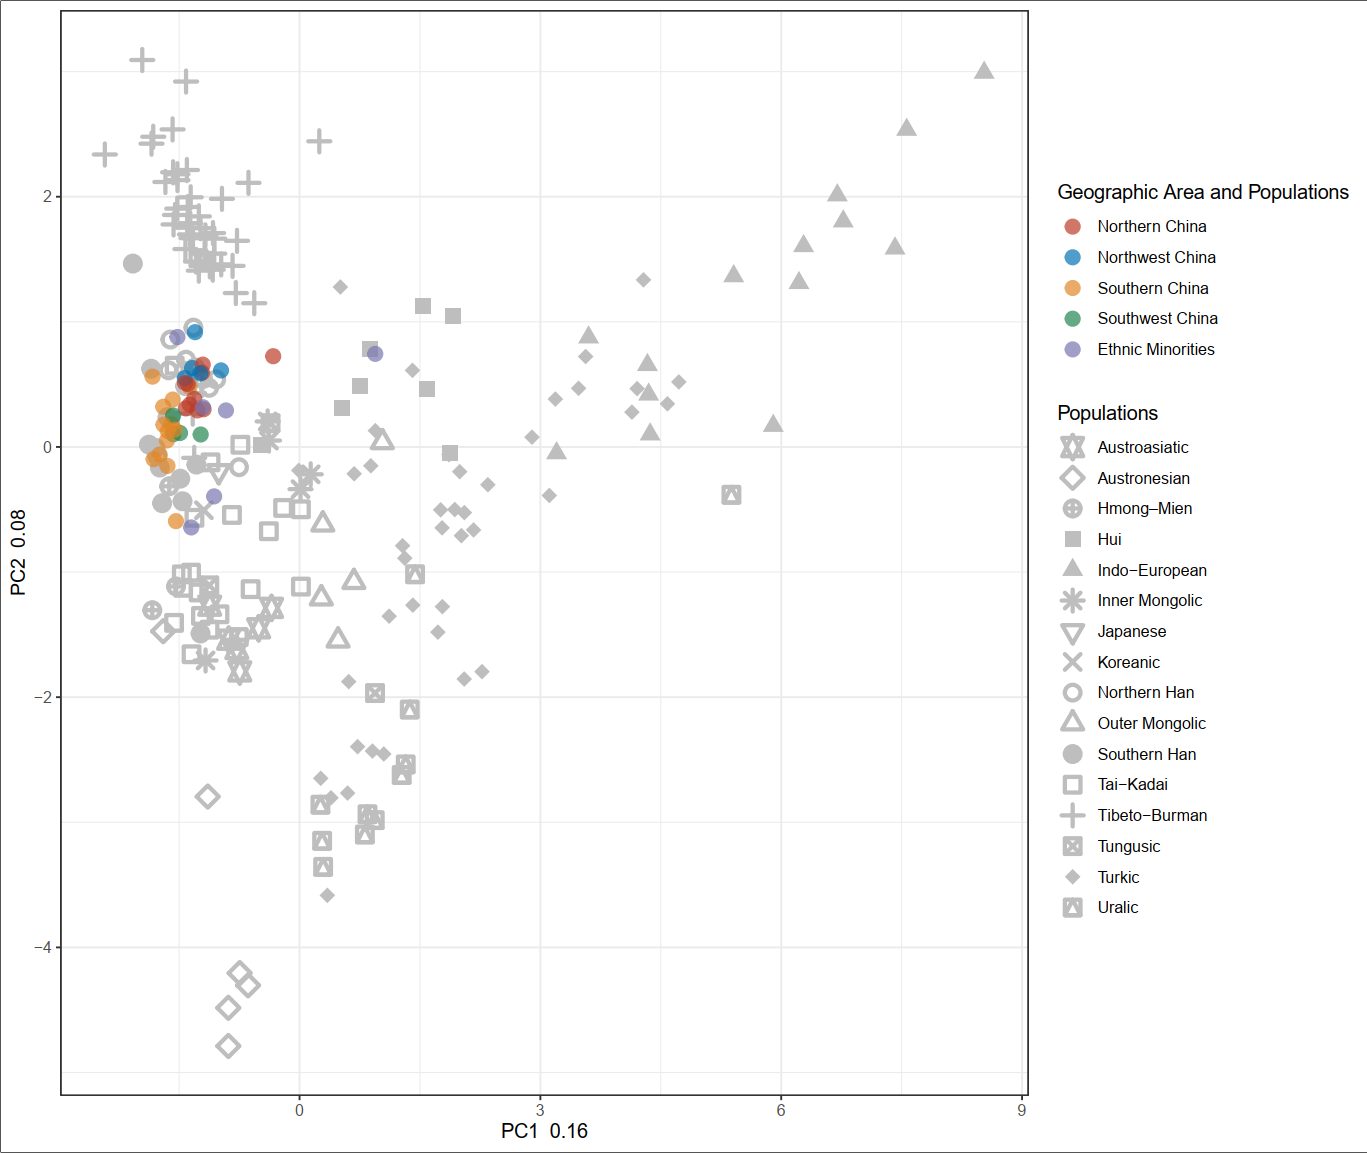 Geographic Area and Populations
Northern China
Northwest China
Southern China
Southwest China
Ethnic Minorities
Populations
Austroasiatic
Austronesian
Hmong–Mien
Hui
Indo−European
Inner Mongolic
Japanese
Koreanic
Northern Han
Outer Mongolic
Southern Han
Tai−Kadai
Tibeto−Burman
Tungusic
Turkic
Uralic
2
0
−2
−4
PC2 0.08
0 3 6 9
PC1 0.16